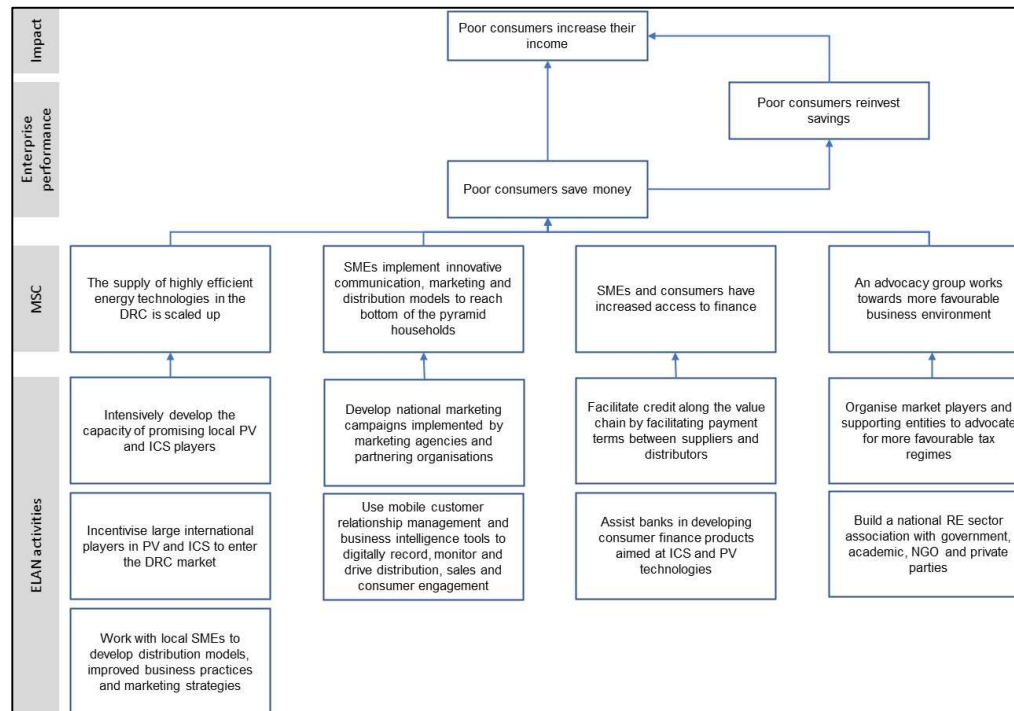 Impact
Poor consumers increase their
income
Enterprise
performance
Poor consumers reinvest
savings
Poor consumers save money
MSC
The supply of highly efficient
energy technologies in the
DRC is scaled up
SMEs implement innovative
communication, marketing and
distribution models to reach
bottom of the pyramid
households
SMEs and consumers have
increased access to finance
An advocacy group works
towards more favourable
business environment
ELAN activities
Intensively develop the
capacity of promising local PV
and ICS players
Develop national marketing
campaigns implemented by
marketing agencies and
partnering organisations
Facilitate credit along the value
chain by facilitating payment
terms between suppliers and
distributors
Organise market players and
supporting entities to advocate
for more favourable tax
regimes
Incentivise large international
players in PV and ICS to enter
the DRC market
Use mobile customer
relationship management and
business intelligence tools to
digitally record, monitor and
drive distribution, sales and
consumer engagement
Assist banks in developing
consumer finance products
aimed at ICS and PV
technologies
Build a national RE sector
association with government,
academic, NGO and private
parties
Work with local SMEs to
develop distribution models,
improved business practices
and marketing strategies